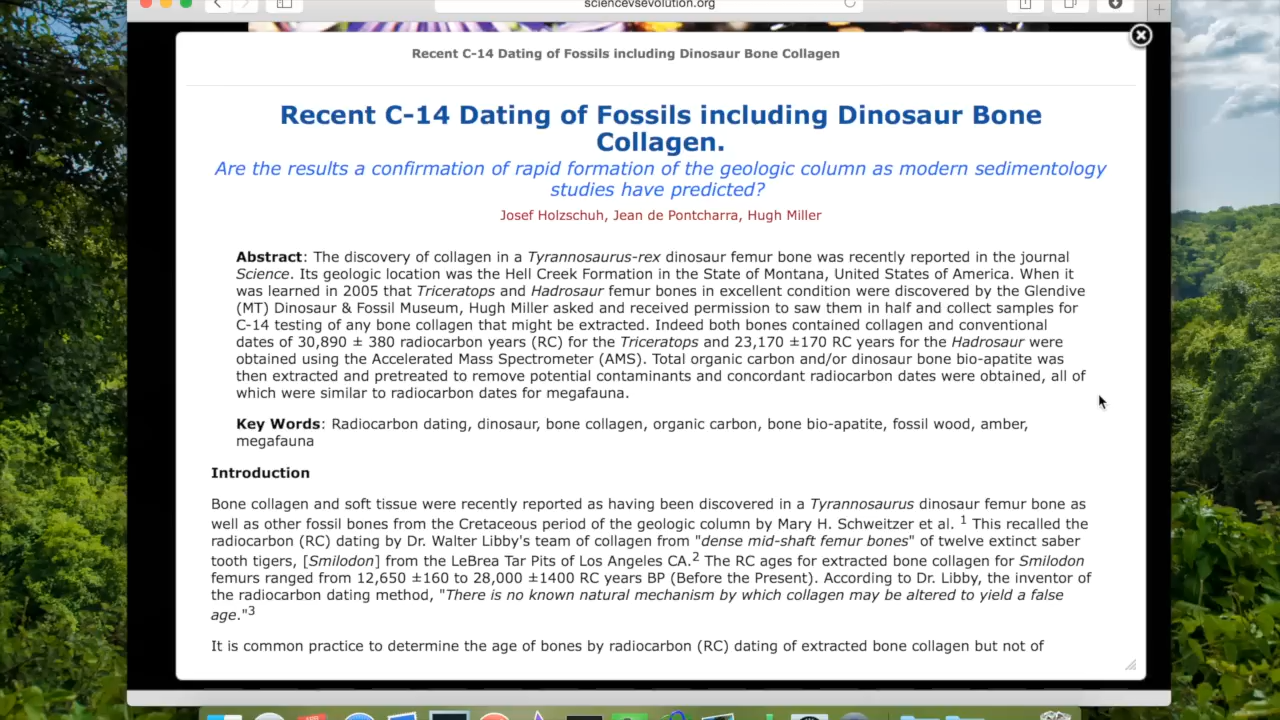 sciencevsevolution.org
Recent C-14 Dating of Fossils including Dinosaur Bone Collagen
Recent C-14 Dating of Fossils including Dinosaur Bone
Collagen.
Are the results a confirmation of rapid formation of the geologic column as modern sedimentology
studies have predicted?
Josef Holzschuh, Jean de Pontcharra, Hugh Miller
Abstract: The discovery of collagen in a Tyrannosaurus-rex dinosaur femur bone was recently reported in the journal
Science. Its geologic location was the Hell Creek Formation in the State of Montana, United States of America. When it
was learned in 2005 that Triceratops and Hadrosaur femur bones in excellent condition were discovered by the Glendive
(MT) Dinosaur & Fossil Museum, Hugh Miller asked and received permission to saw them in half and collect samples for
C-14 testing of any bone collagen that might be extracted. Indeed both bones contained collagen and conventional
dates of 30,890 ± 380 radiocarbon years (RC) for the Triceratops and 23,170 ±170 RC years for the Hadrosaur were
obtained using the Accelerated Mass Spectrometer (AMS). Total organic carbon and/or dinosaur bone bio-apatite was
then extracted and pretreated to remove potential contaminants and concordant radiocarbon dates were obtained, all of
which were similar to radiocarbon dates for megafauna.
Key Words: Radiocarbon dating, dinosaur, bone collagen, organic carbon, bone bio-apatite, fossil wood, amber,
megafauna
Introduction
Bone collagen and soft tissue were recently reported as having been discovered in a Tyrannosaurus dinosaur femur bone as
well as other fossil bones from the Cretaceous period of the geologic column by Mary H. Schweitzer et al. 1 This recalled the
radiocarbon (RC) dating by Dr. Walter Libby's team of collagen from "dense mid-shaft femur bones" of twelve extinct saber
tooth tigers, [Smilodon] from the LeBrea Tar Pits of Los Angeles CA.2 The RC ages for extracted bone collagen for Smilodon
femurs ranged from 12,650 ±160 to 28,000 ±1400 RC years BP (Before the Present). According to Dr. Libby, the inventor of
the radiocarbon dating method, "There is no known natural mechanism by which collagen may be altered to yield a false
age."3
It is common practice to determine the age of bones by radiocarbon (RC) dating of extracted bone collagen but not of